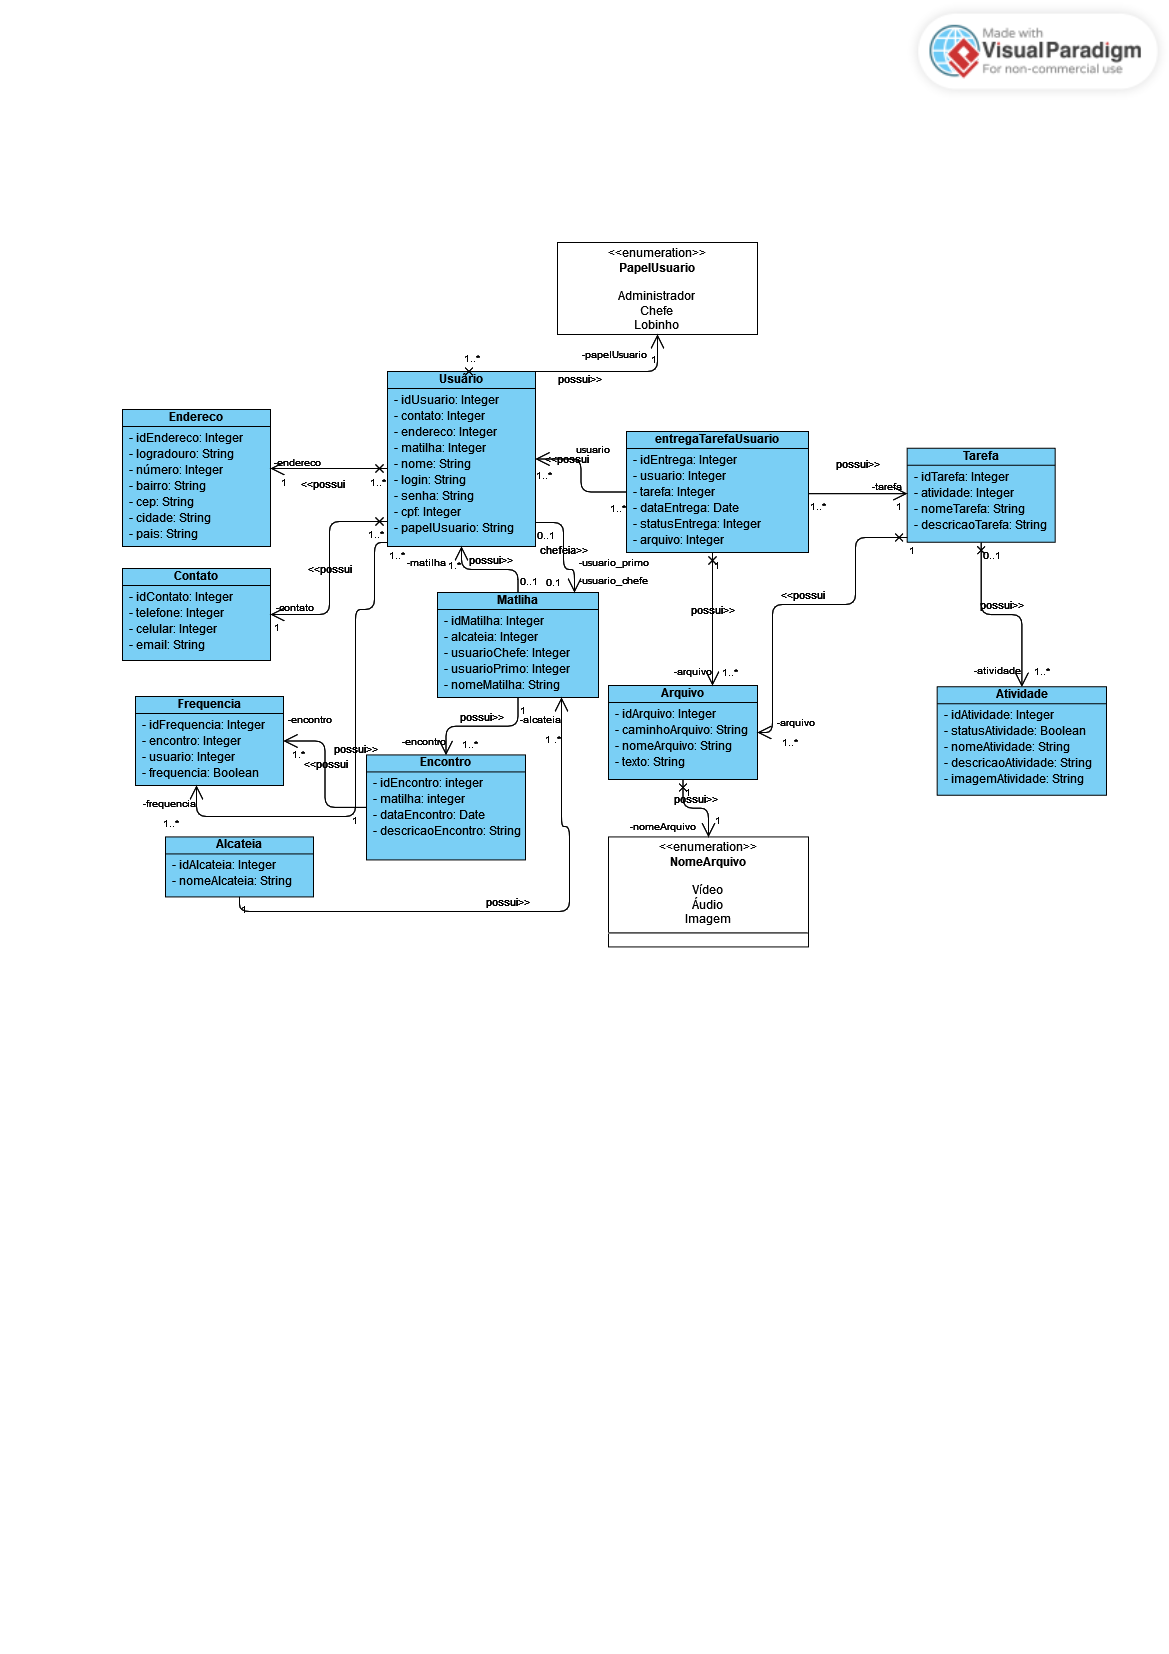 Made with
VisualParadigm
For non-commercial use
<<enumeration>>
PapelUsuario
Administrador
Chefe
Lobinho
-papelUsuario
1
1..*
possui>>
Usuário
- idUsuario: Integer
- contato: Integer
- endereco: Integer
- matilha: Integer
- nome: String
- login: String
- senha: String
- cpf: Integer
- papelUsuario: String
Endereco
- idEndereco: Integer
- logradouro: String
- número: Integer
- bairro: String
- cep: String
- cidade: String
- pais: String
-endereco
1
<<possui
1..*
entregaTarefaUsuario
- idEntrega: Integer
- usuario: Integer
- tarefa: Integer
- dataEntrega: Date
- statusEntrega: Integer
- arquivo: Integer
usuario
<<possui
1..*
1..*
possui>>
-tarefa
1..*
1
Tarefa
- idTarefa: Integer
- atividade: Integer
- nomeTarefa: String
- descricaoTarefa: String
1..*
<<possui
-contato
1
Contato
- idContato: Integer
- telefone: Integer
- celular: Integer
- email: String
1..*
0..1
chefeia>>
-usuario_primo
-usuario_chefe
0..1
-matilha
1..*
possui>>
0..1
Matilha
- idMatilha: Integer
- alcateia: Integer
- usuarioChefe: Integer
- usuarioPrimo: Integer
- nomeMatilha: String
1
possui>>
-arquivo
1..*
1
<<possui
-arquivo
1..*
0..1
possui>>
-atividade
1..*
Arquivo
- idArquivo: Integer
- caminhoArquivo: String
- nomeArquivo: String
- texto: String
Atividade
- idAtividade: Integer
- statusAtividade: Boolean
- nomeAtividade: String
- descricaoAtividade: String
- imagemAtividade: String
Frequencia
- idFrequencia: Integer
- encontro: Integer
- usuario: Integer
- frequencia: Boolean
-encontro
1..*
possui>>
<<possui
-frequencia
1..*
1
1
possui>>
-encontro
1..*
-alcateia
1..*
Encontro
- idEncontro: integer
- matilha: integer
- dataEncontro: Date
- descricaoEncontro: String
Alcateia
- idAlcateia: Integer
- nomeAlcateia: String
1
possui>>
1
possui>>
-nomeArquivo
1
<<enumeration>>
NomeArquivo
Vídeo
Áudio
Imagem